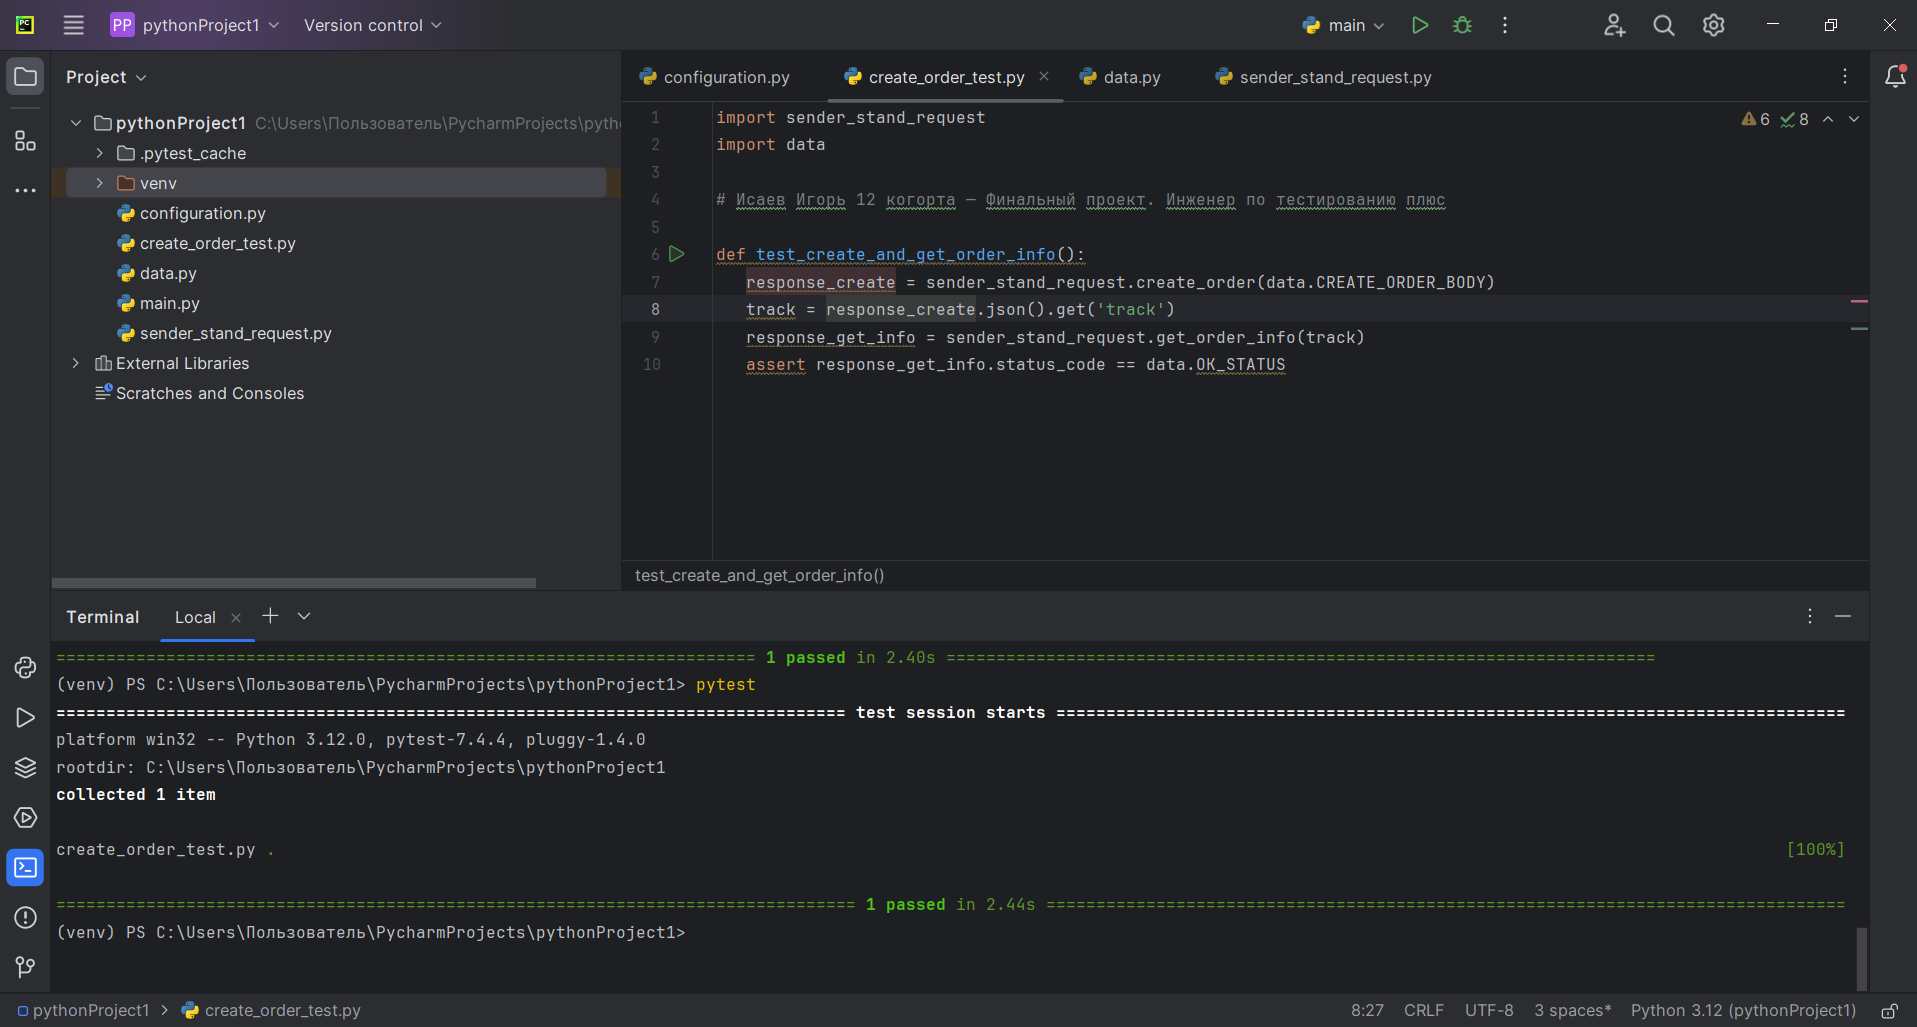 PC
PP pythonProject1 Version control main
Project
pythonProject1 C:\Users\Пользователь\PycharmProjects\pyth
.pytest_cache
venv
configuration.py
create_order_test.py
data.py
main.py
sender_stand_request.py
External Libraries
Scratches and Consoles
configuration.py create_order_test.py data.py sender_stand_request.py
6 8
1 import sender_stand_request
2 import data
3
4 # Исаев Игорь 12 когорта — Финальный проект. Инженер по тестированию плюс
5
6 def test_create_and_get_order_info():
7 response_create = sender_stand_request.create_order(data.CREATE_ORDER_BODY)
8 track = response_create.json().get('track')
9 response_get_info = sender_stand_request.get_order_info(track)
10 assert response_get_info.status_code == data.OK_STATUS
test_create_and_get_order_info()
Terminal Local
====================================================================== 1 passed in 2.40s =======================================================================
(venv) PS C:\Users\Пользователь\PycharmProjects\pythonProject1> pytest
=============================================================================== test session starts ===============================================================================
platform win32 -- Python 3.12.0, pytest-7.4.4, pluggy-1.4.0
rootdir: C:\Users\Пользователь\PycharmProjects\pythonProject1
collected 1 item
create_order_test.py . [100%]
================================================================================ 1 passed in 2.44s ================================================================================
(venv) PS C:\Users\Пользователь\PycharmProjects\pythonProject1>
pythonProject1 create_order_test.py 8:27 CRLF UTF-8 3 spaces* Python 3.12 (pythonProject1)